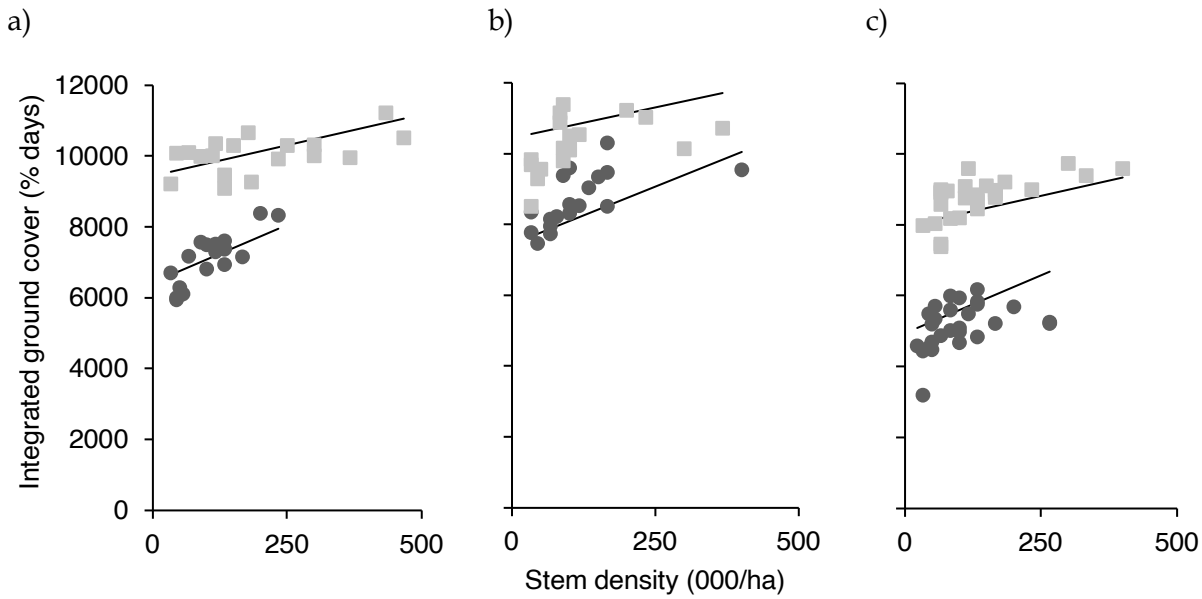 a)
b)
c)
Integrated ground cover (% days)
12000
10000
8000
6000
4000
2000
0
0 250 500
0 250 500
0 250 500
Stem density (000/ha)